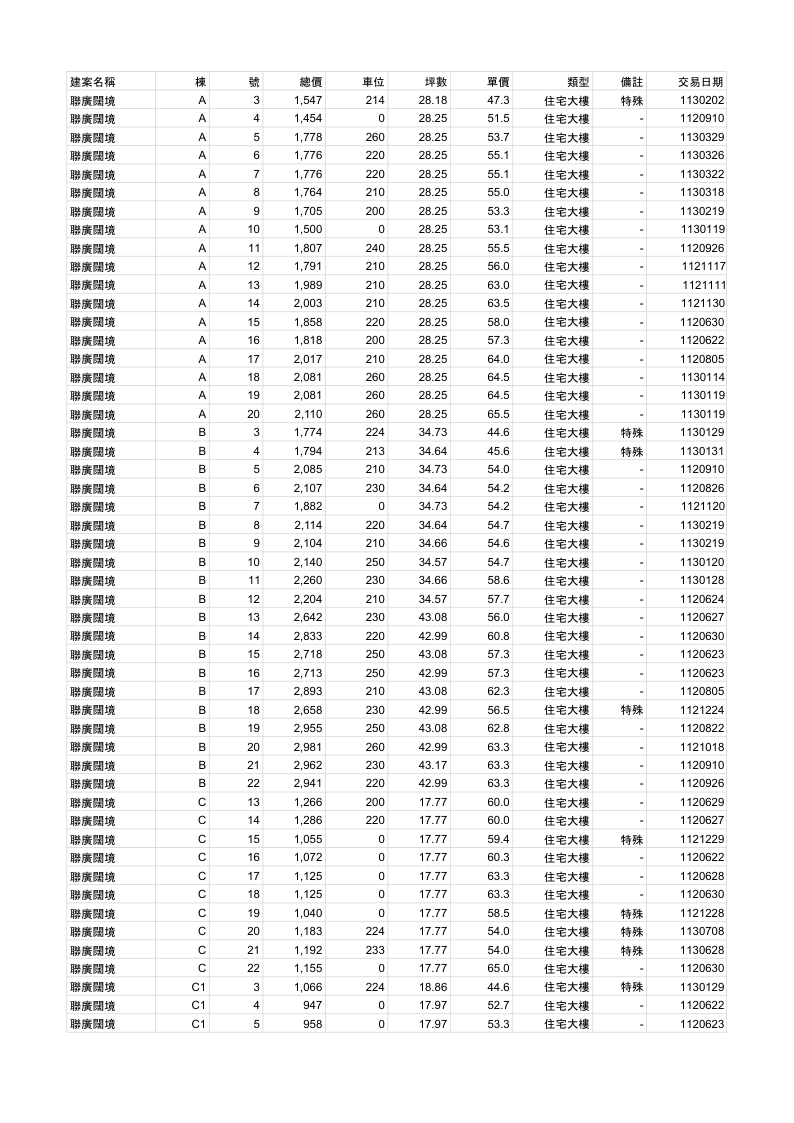 建案名稱 棟 號 總價 車位 坪數 單價 類型 備註 交易日期
聯廣闊境 A 3 1,547 214 28.18 47.3 住宅大樓 特殊 1130202
聯廣闊境 A 4 1,454 0 28.25 51.5 住宅大樓 - 1120910
聯廣闊境 A 5 1,778 260 28.25 53.7 住宅大樓 - 1130329
聯廣闊境 A 6 1,776 220 28.25 55.1 住宅大樓 - 1130326
聯廣闊境 A 7 1,776 220 28.25 55.1 住宅大樓 - 1130322
聯廣闊境 A 8 1,764 210 28.25 55.0 住宅大樓 - 1130318
聯廣闊境 A 9 1,705 200 28.25 53.3 住宅大樓 - 1130219
聯廣闊境 A 10 1,500 0 28.25 53.1 住宅大樓 - 1130119
聯廣闊境 A 11 1,807 240 28.25 55.5 住宅大樓 - 1120926
聯廣闊境 A 12 1,791 210 28.25 56.0 住宅大樓 - 1121117
聯廣闊境 A 13 1,989 210 28.25 63.0 住宅大樓 - 1121111
聯廣闊境 A 14 2,003 210 28.25 63.5 住宅大樓 - 1121130
聯廣闊境 A 15 1,858 220 28.25 58.0 住宅大樓 - 1120630
聯廣闊境 A 16 1,818 200 28.25 57.3 住宅大樓 - 1120622
聯廣闊境 A 17 2,017 210 28.25 64.0 住宅大樓 - 1120805
聯廣闊境 A 18 2,081 260 28.25 64.5 住宅大樓 - 1130114
聯廣闊境 A 19 2,081 260 28.25 64.5 住宅大樓 - 1130119
聯廣闊境 A 20 2,110 260 28.25 65.5 住宅大樓 - 1130119
聯廣闊境 B 3 1,774 224 34.73 44.6 住宅大樓 特殊 1130129
聯廣闊境 B 4 1,794 213 34.64 45.6 住宅大樓 特殊 1130131
聯廣闊境 B 5 2,085 210 34.73 54.0 住宅大樓 - 1120910
聯廣闊境 B 6 2,107 230 34.64 54.2 住宅大樓 - 1120826
聯廣闊境 B 7 1,882 0 34.73 54.2 住宅大樓 - 1121120
聯廣闊境 B 8 2,114 220 34.64 54.7 住宅大樓 - 1130219
聯廣闊境 B 9 2,104 210 34.66 54.6 住宅大樓 - 1130219
聯廣闊境 B 10 2,140 250 34.57 54.7 住宅大樓 - 1130120
聯廣闊境 B 11 2,260 230 34.66 58.6 住宅大樓 - 1130128
聯廣闊境 B 12 2,204 210 34.57 57.7 住宅大樓 - 1120624
聯廣闊境 B 13 2,642 230 43.08 56.0 住宅大樓 - 1120627
聯廣闊境 B 14 2,833 220 42.99 60.8 住宅大樓 - 1120630
聯廣闊境 B 15 2,718 250 43.08 57.3 住宅大樓 - 1120623
聯廣闊境 B 16 2,713 250 42.99 57.3 住宅大樓 - 1120623
聯廣闊境 B 17 2,893 210 43.08 62.3 住宅大樓 - 1120805
聯廣闊境 B 18 2,658 230 42.99 56.5 住宅大樓 特殊 1121224
聯廣闊境 B 19 2,955 250 43.08 62.8 住宅大樓 - 1120822
聯廣闊境 B 20 2,981 260 42.99 63.3 住宅大樓 - 1121018
聯廣闊境 B 21 2,962 230 43.17 63.3 住宅大樓 - 1120910
聯廣闊境 B 22 2,941 220 42.99 63.3 住宅大樓 - 1120926
聯廣闊境 C 13 1,266 200 17.77 60.0 住宅大樓 - 1120629
聯廣闊境 C 14 1,286 220 17.77 60.0 住宅大樓 - 1120627
聯廣闊境 C 15 1,055 0 17.77 59.4 住宅大樓 特殊 1121229
聯廣闊境 C 16 1,072 0 17.77 60.3 住宅大樓 - 1120622
聯廣闊境 C 17 1,125 0 17.77 63.3 住宅大樓 - 1120628
聯廣闊境 C 18 1,125 0 17.77 63.3 住宅大樓 - 1120630
聯廣闊境 C 19 1,040 0 17.77 58.5 住宅大樓 特殊 1121228
聯廣闊境 C 20 1,183 224 17.77 54.0 住宅大樓 特殊 1130708
聯廣闊境 C 21 1,192 233 17.77 54.0 住宅大樓 特殊 1130628
聯廣闊境 C 22 1,155 0 17.77 65.0 住宅大樓 - 1120630
聯廣闊境 C1 3 1,066 224 18.86 44.6 住宅大樓 特殊 1130129
聯廣闊境 C1 4 947 0 17.97 52.7 住宅大樓 - 1120622
聯廣闊境 C1 5 958 0 17.97 53.3 住宅大樓 - 1120623